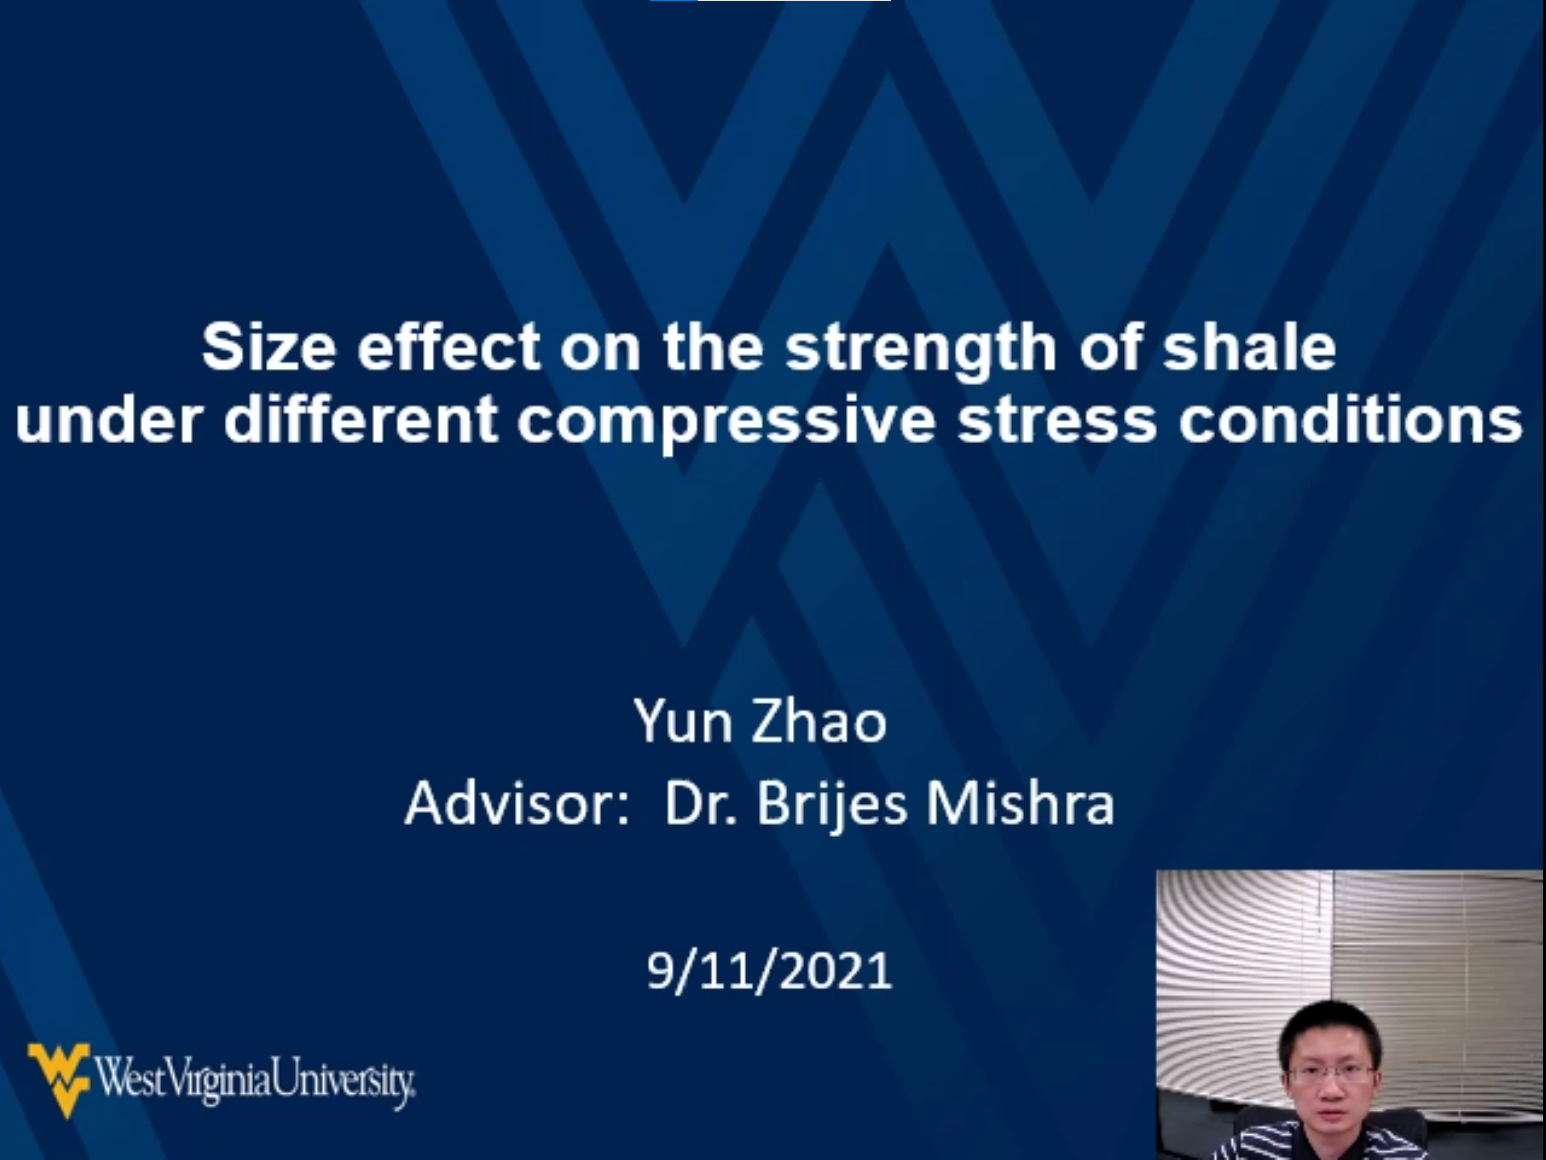 Size effect on the strength of shale
under different compressive stress conditions
Yun Zhao
Advisor: Dr. Brijes Mishra
9/11/2021
WestVirginiaUniversity.